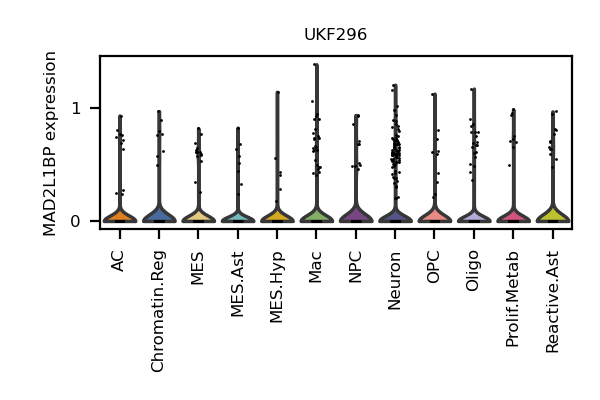 UKF296
MAD2L1BP expression
1
0
AC
Chromatin.Reg
MES
MES.Ast
MES.Hyp
Mac
NPC
Neuron
OPC
Oligo
Prolif.Metab
Reactive.Ast